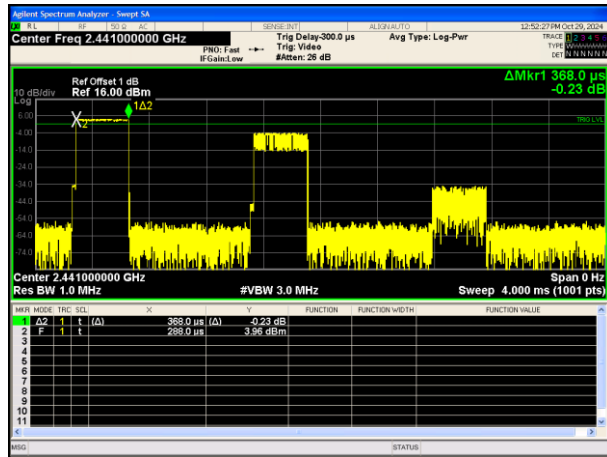 Agilent Spectrum Analyzer - Swept SA
RL RF 50 Ω AC SENSE:INT ALIGN AUTO 12:52:27 PM Oct 29, 2024
Center Freq 2.441000000 GHz
PNO: Fast
IFGain:Low
Trig Delay-300.0 µs
Trig: Video
#Atten: 26 dB
Avg Type: Log-Pwr
TRACE 1 2 3 4 5 6
TYPE
DET N N N N N N
ΔMkr1 368.0 µs
-0.23 dB
Ref Offset 1 dB
10 dB/div Ref 16.00 dBm
Log
1Δ2
6.00
2
TRIG LVL
-4.00
-14.0
-24.0
-34.0
-44.0
-54.0
-64.0
-74.0
Center 2.441000000 GHz Span 0 Hz
Res BW 1.0 MHz #VBW 3.0 MHz Sweep 4.000 ms (1001 pts)
MKR MODE TRC SCL X Y FUNCTION FUNCTION WIDTH FUNCTION VALUE
1 Δ2 1 t (Δ) 368.0 µs (Δ) -0.23 dB
2 F 1 t 288.0 µs 3.96 dBm
3
4
5
6
7
8
9
10
11
MSG STATUS